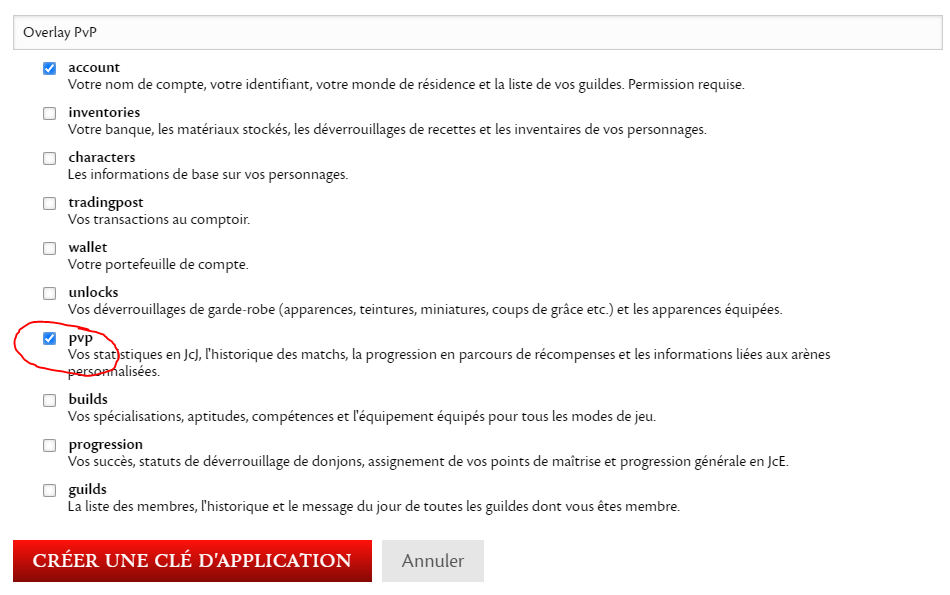 Overlay PvP
account
Votre nom de compte, votre identifiant, votre monde de résidence et la liste de vos guildes. Permission requise.
inventories
Votre banque, les matériaux stockés, les déverrouillages de recettes et les inventaires de vos personnages.
characters
Les informations de base sur vos personnages.
tradingpost
Vos transactions au comptoir.
wallet
Votre portefeuille de compte.
unlocks
Vos déverrouillages de garde-robe (apparences, teintures, miniatures, coups de grâce etc.) et les apparences équipées.
pvp
Vos statistiques en JcJ, l'historique des matchs, la progression en parcours de récompenses et les informations liées aux arènes
personnalisées.
builds
Vos spécialisations, aptitudes, compétences et l'équipement équipés pour tous les modes de jeu.
progression
Vos succès, statuts de déverrouillage de donjons, assignement de vos points de maîtrise et progression générale en JcE.
guilds
La liste des membres, l'historique et le message du jour de toutes les guildes dont vous êtes membre.
CRÉER UNE CLÉ D'APPLICATION Annuler